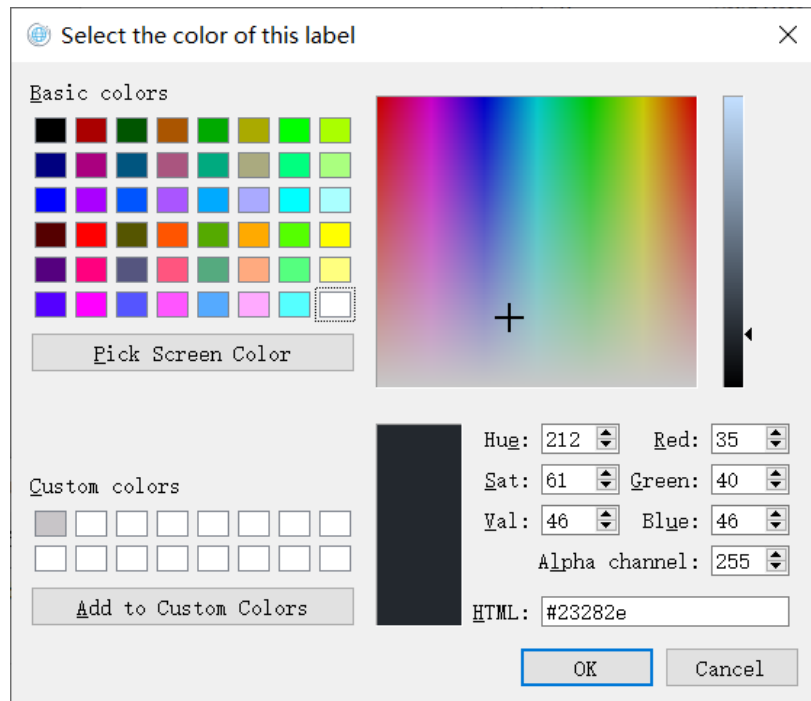 Select the color of this label
Basic colors
Pick Screen Color
Custom colors
Add to Custom Colors
Hue: 212 Red: 35
Sat: 61 Green: 40
Val: 46 Blue: 46
Alpha channel: 255
HTML: #23282e
OK Cancel